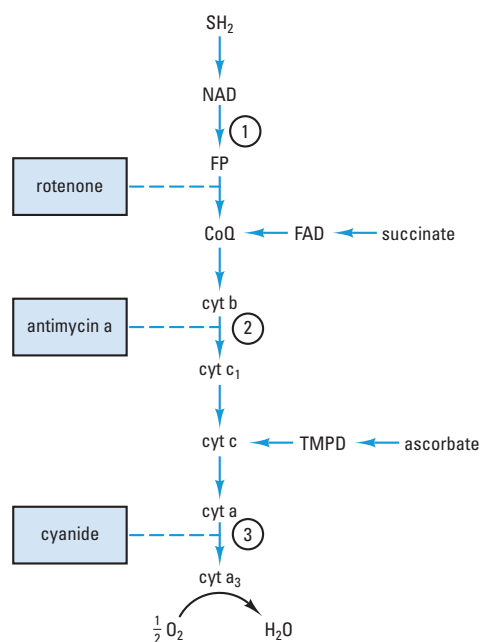 SH₂
NAD
1
FP
rotenone
CoQ FAD succinate
cyt b
antimycin a 2
cyt c₁
cyt c TMPD ascorbate
cyt a
cyanide 3
cyt a₃
½ O₂ H₂O